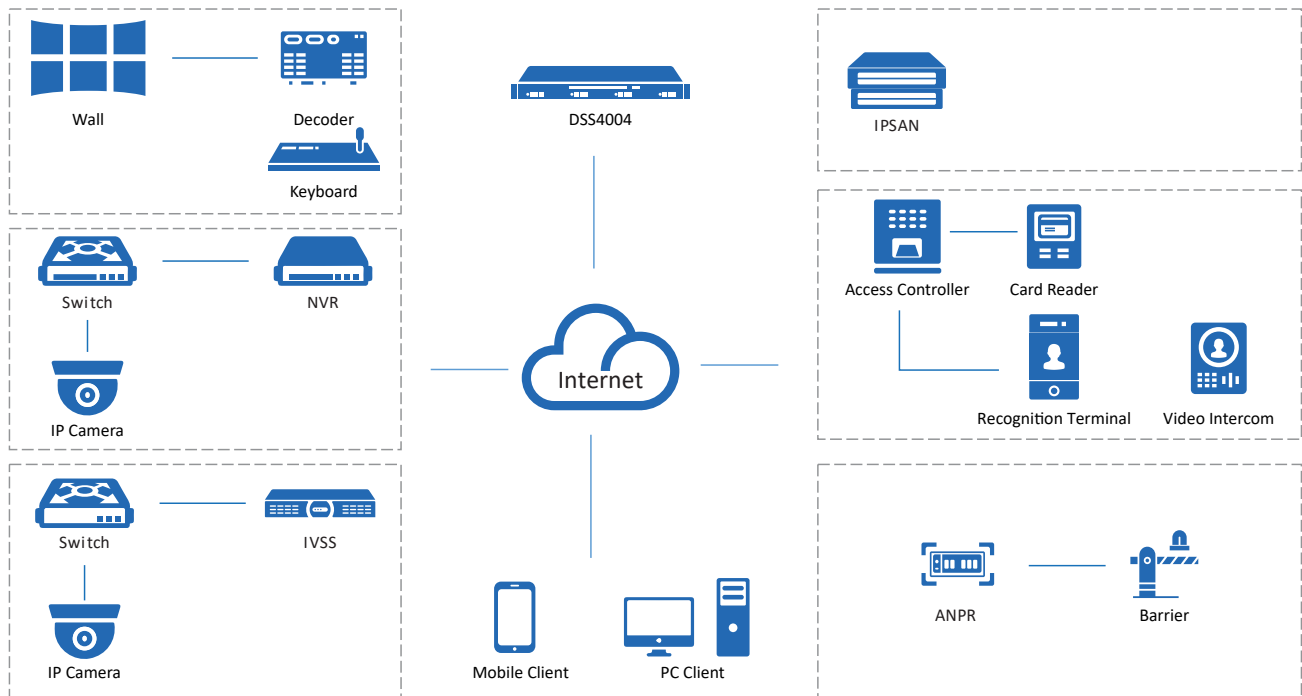 Wall
Decoder
Keyboard
DSS4004
IPSAN
Switch
NVR
IP Camera
Access Controller
Card Reader
Recognition Terminal
Video Intercom
Internet
Switch
IVSS
IP Camera
Mobile Client
PC Client
ANPR
Barrier